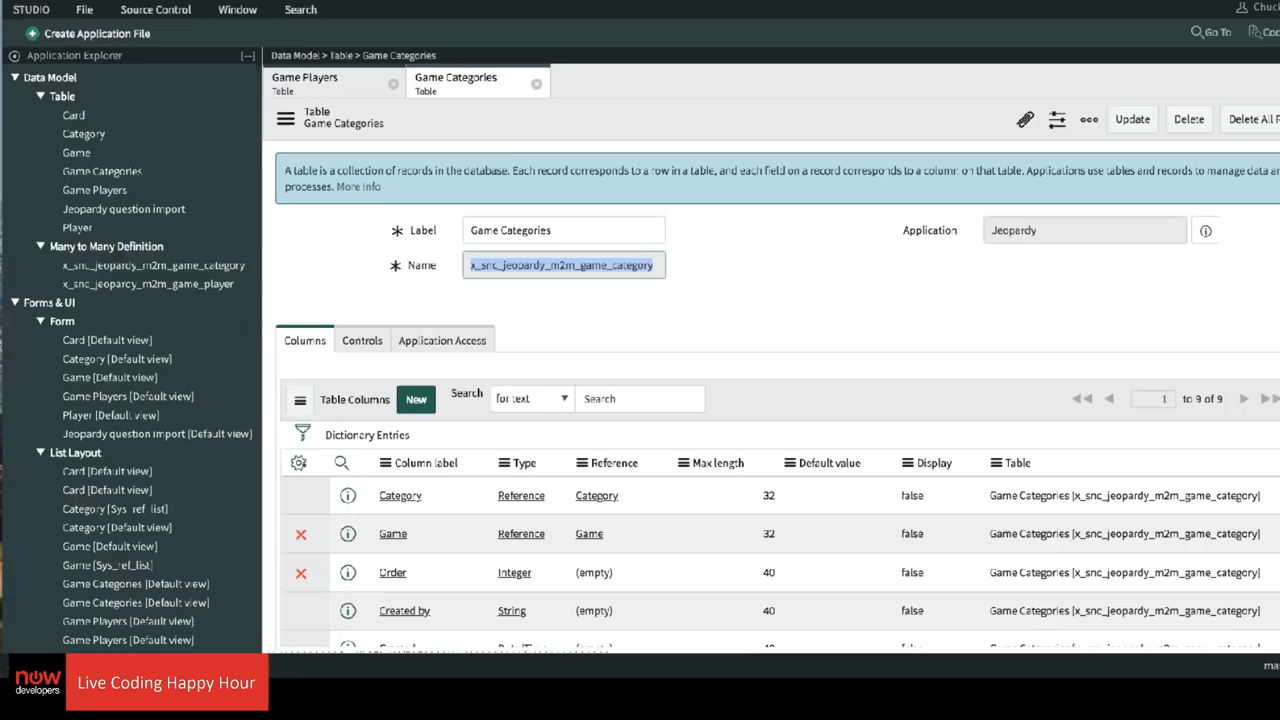 STUDIO File Source Control Window Search Chuck
Create Application File Go To
Application Explorer Data Model > Table > Game Categories
Data Model
Table
Card
Category
Game
Game Categories
Game Players
Jeopardy question import
Player
Many to Many Definition
x_snc_jeopardy_m2m_game_category
x_snc_jeopardy_m2m_game_player
Forms & UI
Form
Card [Default view]
Category [Default view]
Game [Default view]
Game Players [Default view]
Player [Default view]
Jeopardy question import [Default view]
List Layout
Card [Default view]
Card [Default view]
Category [Sys_ref_list]
Category [Default view]
Game [Default view]
Game [Sys_ref_list]
Game Categories [Default view]
Game Categories [Default view]
Game Players [Default view]
Game Players [Default view]
Game Players Game Categories
Table Table
Table
Game Categories
Update Delete Delete All R
A table is a collection of records in the database. Each record corresponds to a row in a table, and each field on a record corresponds to a column on that table. Applications use tables and records to manage data an
processes. More Info
Label Game Categories Application Jeopardy
Name x_snc_jeopardy_m2m_game_category
Columns Controls Application Access
Table Columns New Search for text Search 1 to 9 of 9
Dictionary Entries
Column label Type Reference Max length Default value Display Table
Category Reference Category 32 false Game Categories [x_snc_jeopardy_m2m_game_category]
Game Reference Game 32 false Game Categories [x_snc_jeopardy_m2m_game_category]
Order Integer (empty) 40 false Game Categories [x_snc_jeopardy_m2m_game_category]
Created by String (empty) 40 false Game Categories [x_snc_jeopardy_m2m_game_category]
now
developers
Live Coding Happy Hour